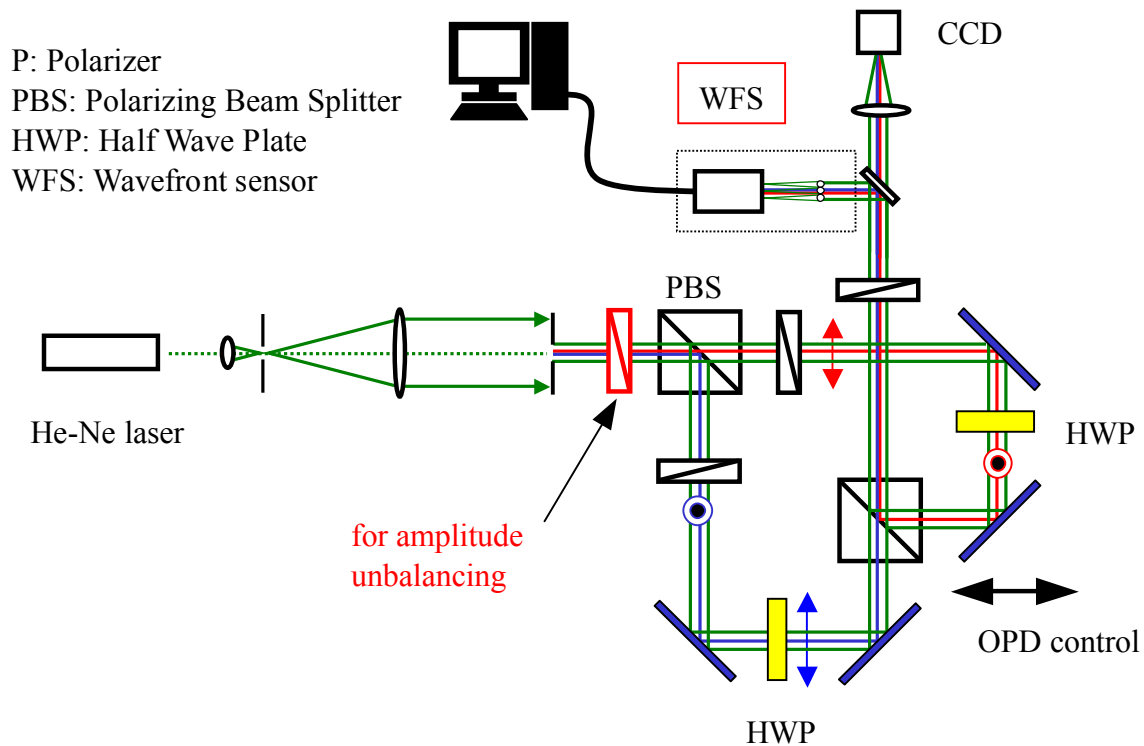 P: Polarizer
PBS: Polarizing Beam Splitter
HWP: Half Wave Plate
WFS: Wavefront sensor
CCD
WFS
PBS
He-Ne laser
HWP
for amplitude
unbalancing
OPD control
HWP